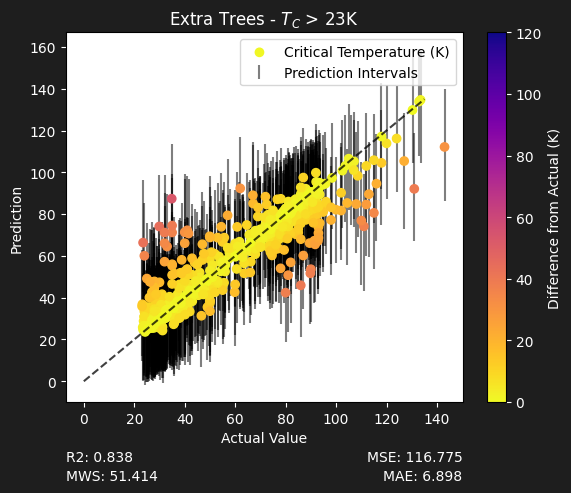 Extra Trees - T_C > 23K
Critical Temperature (K)
Prediction Intervals
160
140
120
100
80
60
40
20
0
Prediction
0 20 40 60 80 100 120 140
Actual Value
120
100
80
60
40
20
0
Difference from Actual (K)
R2: 0.838 MSE: 116.775
MWS: 51.414 MAE: 6.898